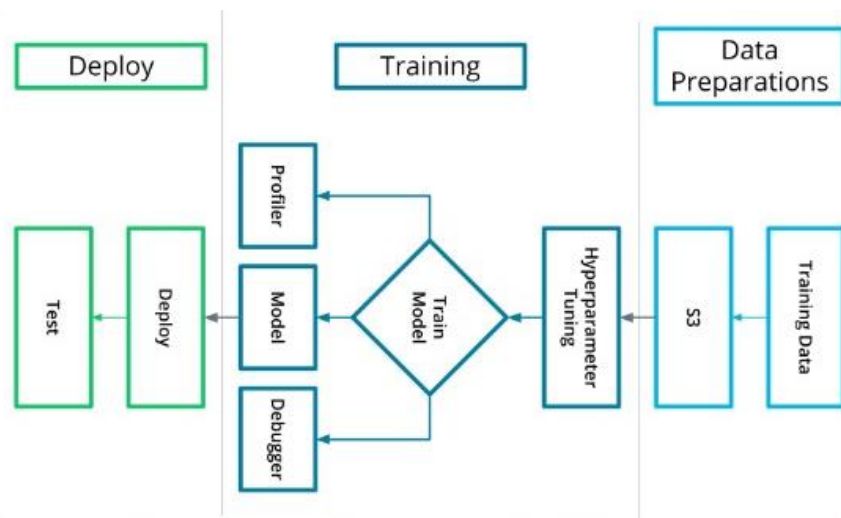 Deploy
Training
Data
Preparations
Profiler
Hyperparameter
Tuning
Train
Model
Model
Debugger
Training Data
S3
Deploy
Test